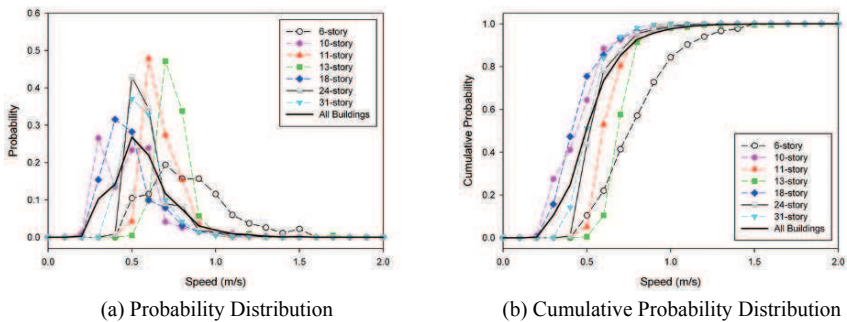 0.6
0.5
0.4
0.3
0.2
0.1
0.0
Probability
0.0
0.5
1.0
1.5
2.0
Speed (m/s)
6-story
10-story
11-story
13-story
18-story
24-story
31-story
All Buildings
(a) Probability Distribution
1.0
0.8
0.6
0.4
0.2
0.0
Cumulative Probability
0.0
0.5
1.0
1.5
2.0
Speed (m/s)
6-story
10-story
11-story
13-story
18-story
24-story
31-story
All Buildings
(b) Cumulative Probability Distribution